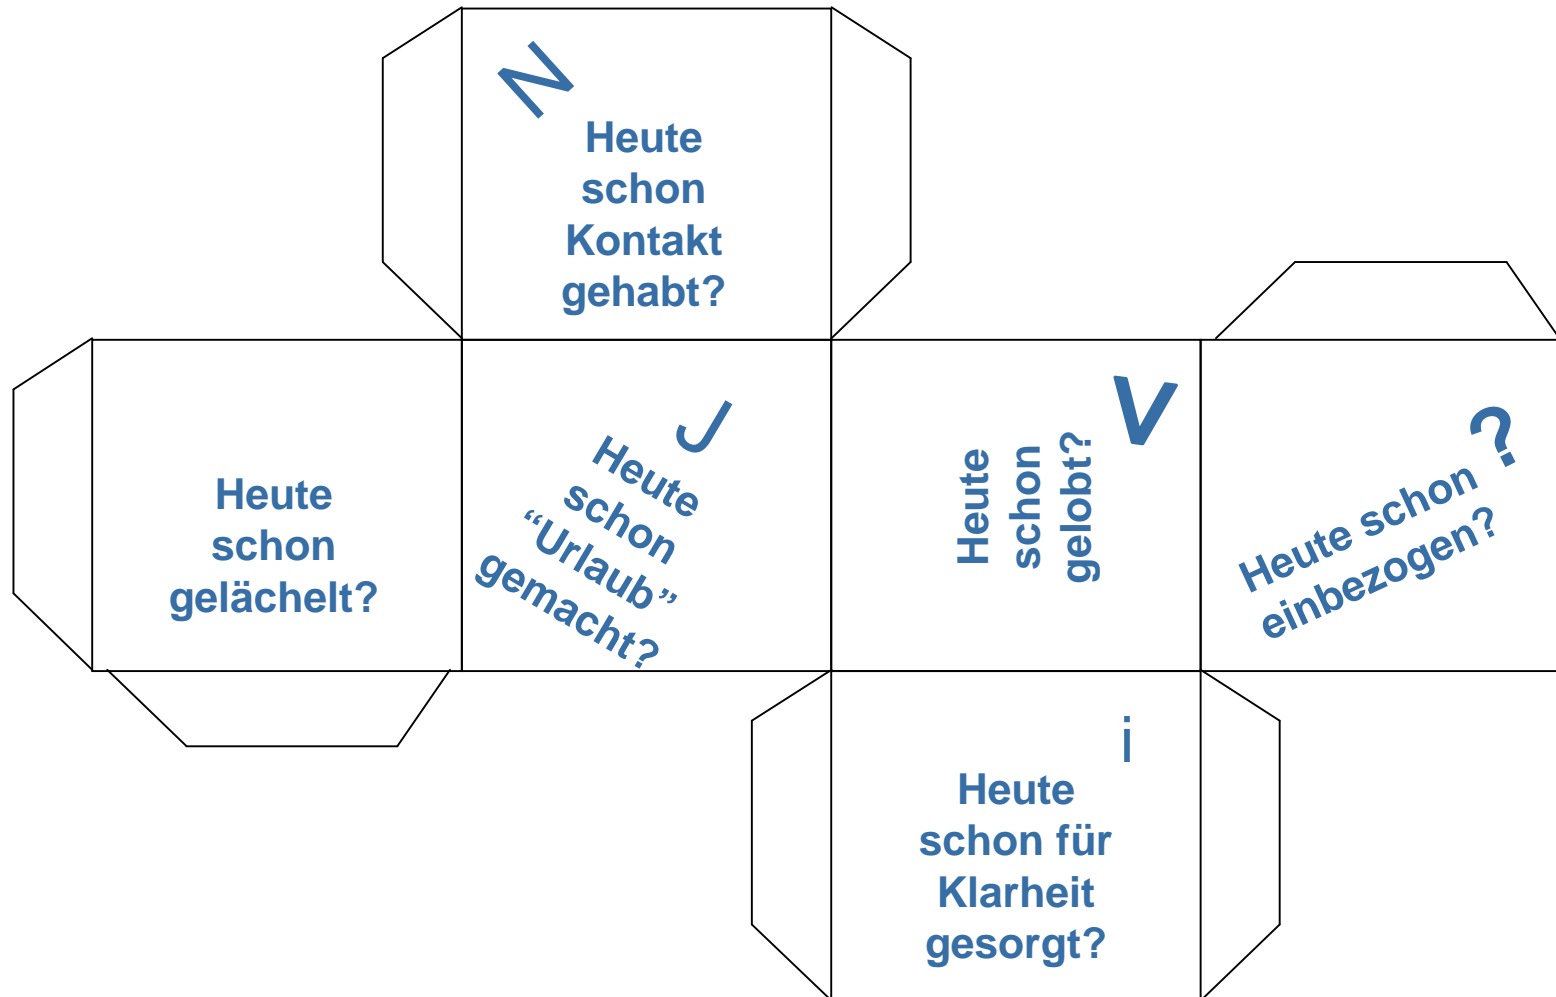 N
Heute
schon
Kontakt
gehabt?
Heute
schon
gelächelt?
J
Heute
schon
“Urlaub”
gemacht?
V
Heute
schon
gelobt?
?
Heute schon
einbezogen?
i
Heute
schon für
Klarheit
gesorgt?